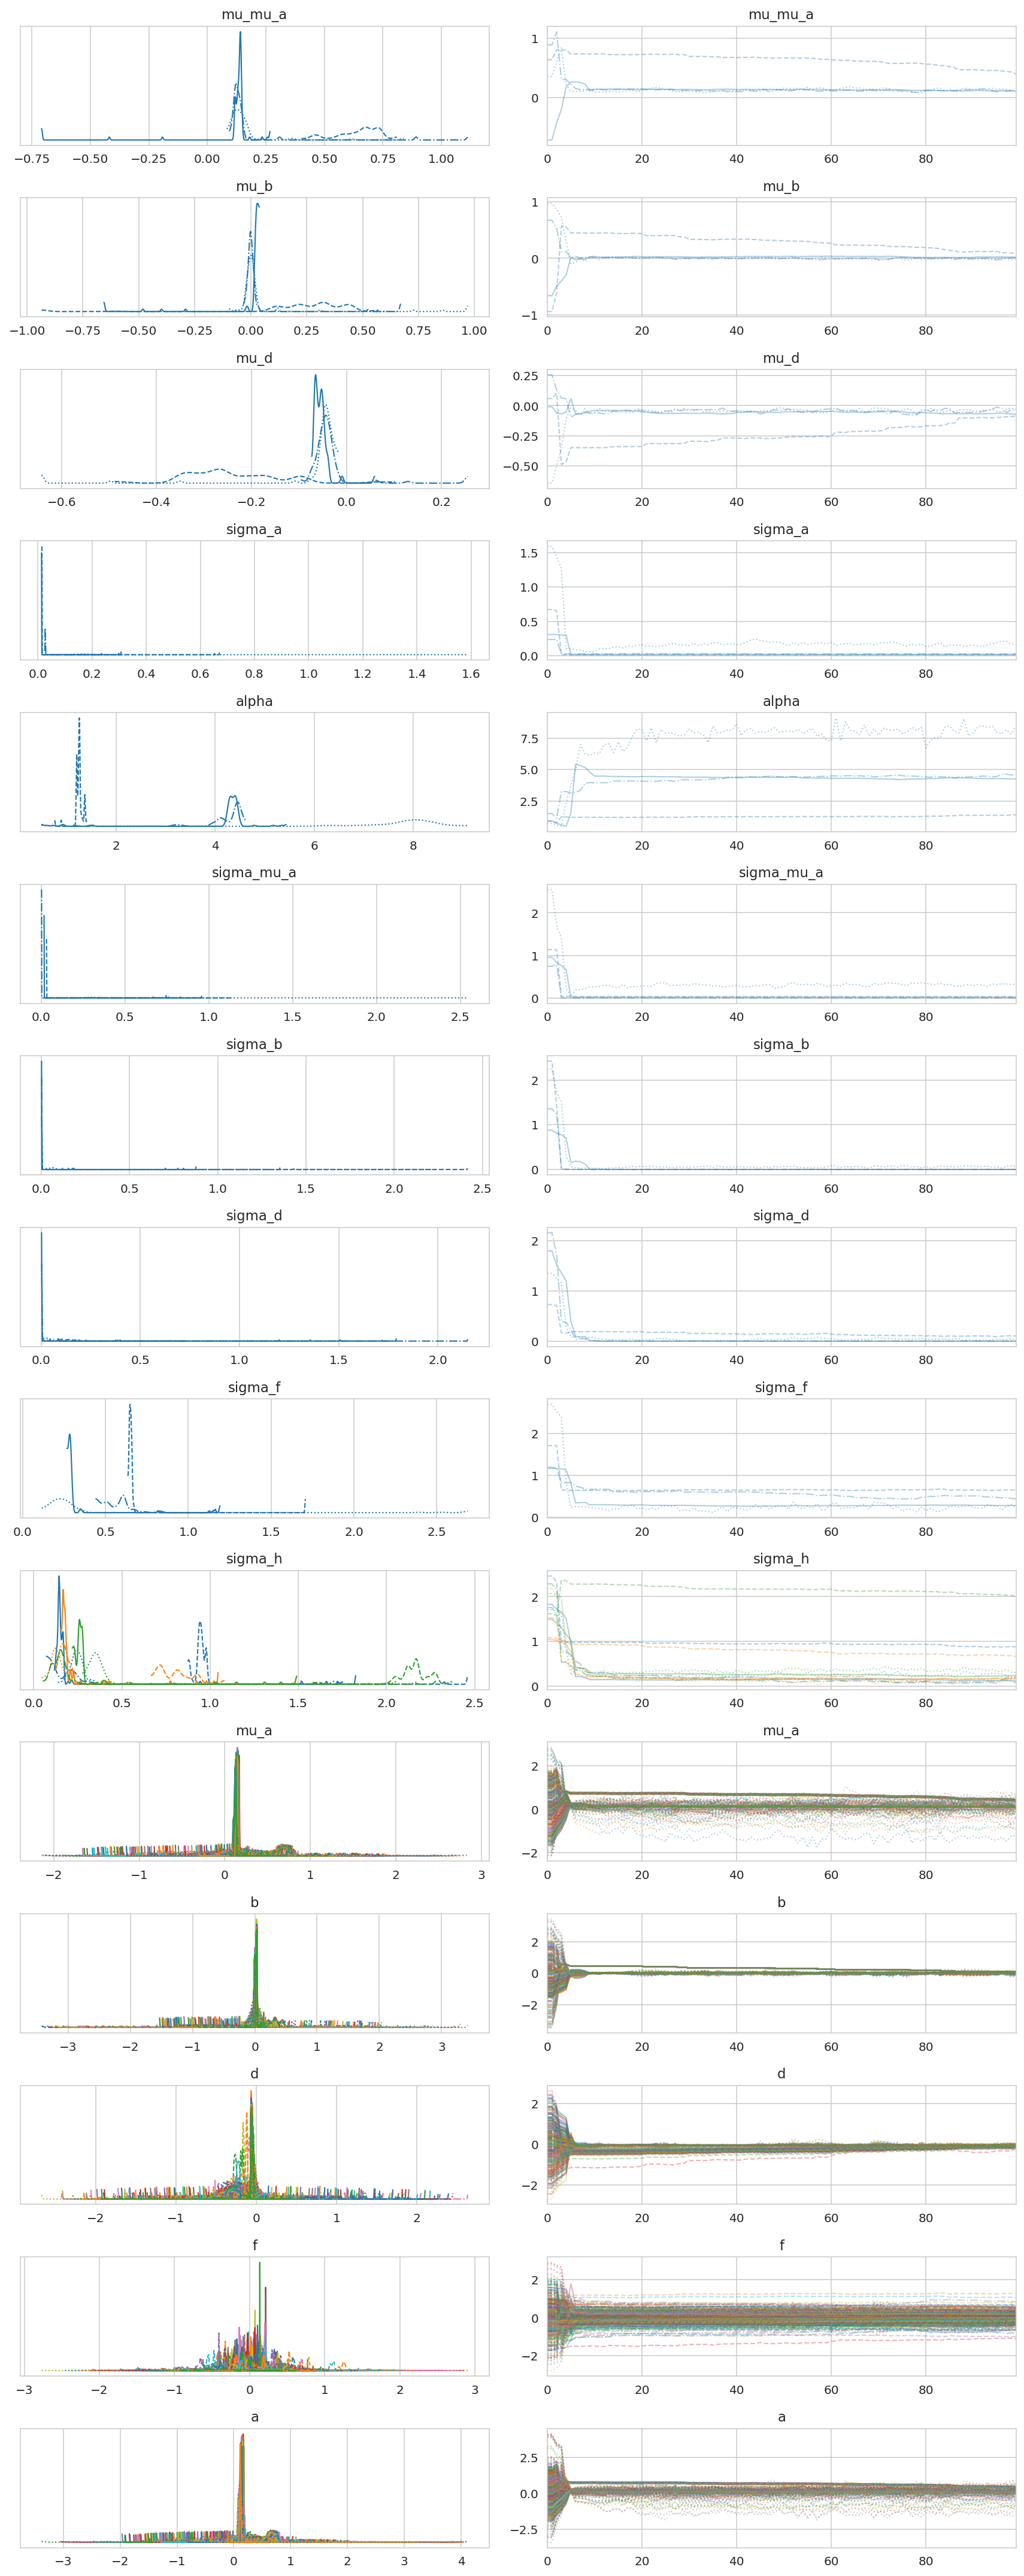 mu_mu_a mu_mu_a
1
0
−0.75 −0.50 −0.25 0.00 0.25 0.50 0.75 1.00 0 20 40 60 80
mu_b mu_b
1
0
−1
−1.00 −0.75 −0.50 −0.25 0.00 0.25 0.50 0.75 1.00 0 20 40 60 80
mu_d mu_d
0.25
0.00
−0.25
−0.50
−0.6 −0.4 −0.2 0.0 0.2 0 20 40 60 80
sigma_a sigma_a
1.5
1.0
0.5
0.0
0.0 0.2 0.4 0.6 0.8 1.0 1.2 1.4 1.6 0 20 40 60 80
alpha alpha
7.5
5.0
2.5
2 4 6 8 0 20 40 60 80
sigma_mu_a sigma_mu_a
2
1
0
0.0 0.5 1.0 1.5 2.0 2.5 0 20 40 60 80
sigma_b sigma_b
2
1
0
0.0 0.5 1.0 1.5 2.0 2.5 0 20 40 60 80
sigma_d sigma_d
2
1
0
0.0 0.5 1.0 1.5 2.0 0 20 40 60 80
sigma_f sigma_f
2
1
0
0.0 0.5 1.0 1.5 2.0 2.5 0 20 40 60 80
sigma_h sigma_h
2
1
0
0.0 0.5 1.0 1.5 2.0 2.5 0 20 40 60 80
mu_a mu_a
2
0
−2
−2 −1 0 1 2 3 0 20 40 60 80
b b
2
0
−2
−3 −2 −1 0 1 2 3 0 20 40 60 80
d d
2
0
−2
−2 −1 0 1 2 0 20 40 60 80
f f
2
0
−2
−3 −2 −1 0 1 2 3 0 20 40 60 80
a a
2.5
0.0
−2.5
−3 −2 −1 0 1 2 3 4 0 20 40 60 80